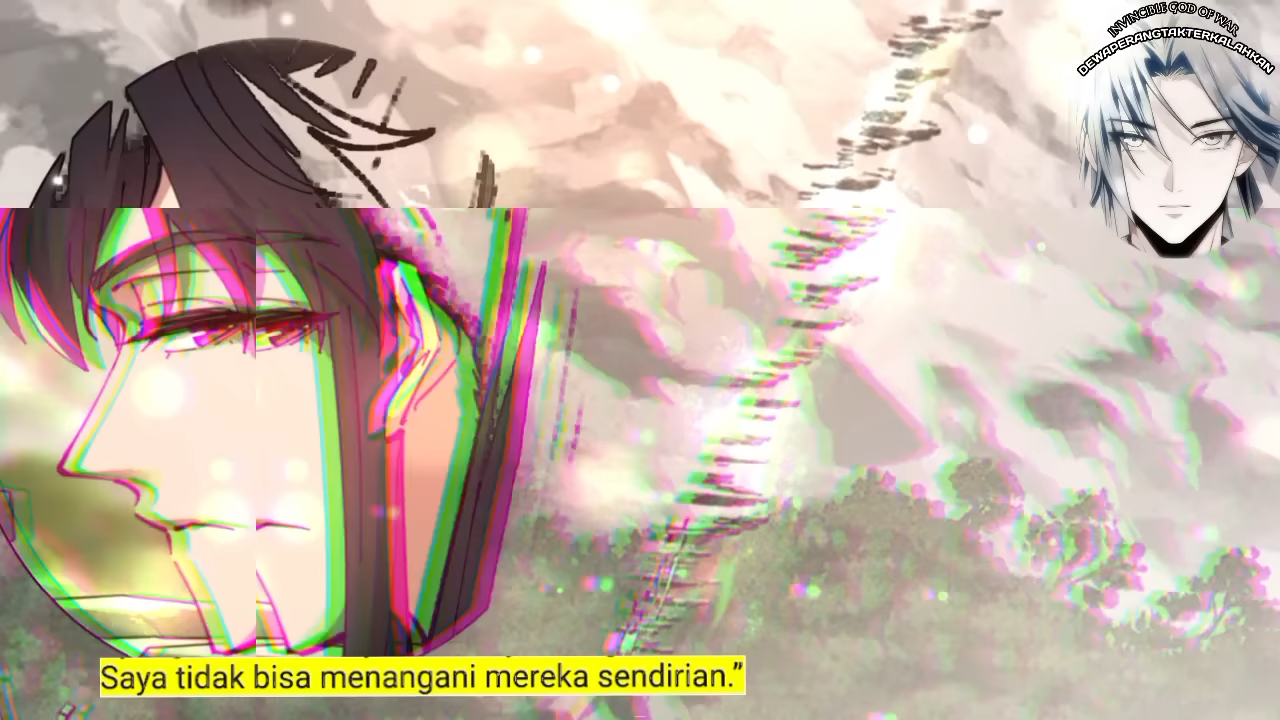 INVINCIBLE GOD OF WAR
DEWAPERANGTAKTERKALAHKAN
Saya tidak bisa menangani mereka sendirian.”